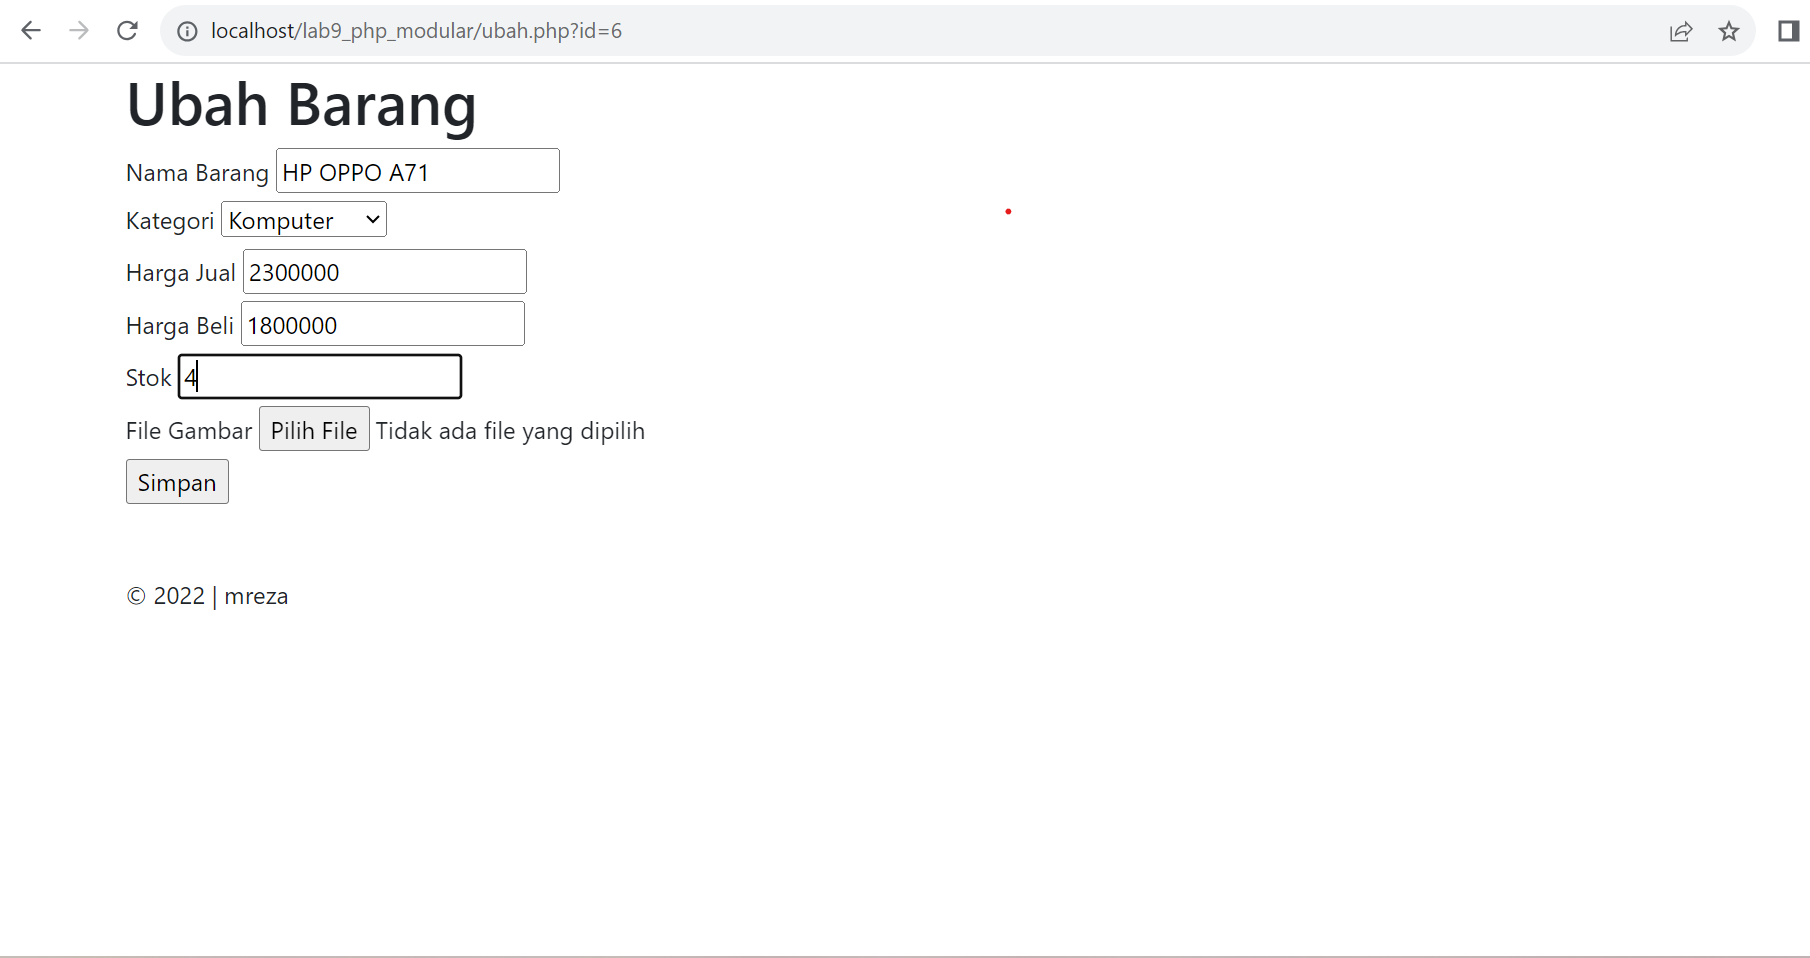 localhost/lab9_php_modular/ubah.php?id=6
Ubah Barang
Nama Barang HP OPPO A71
Kategori Komputer
Harga Jual 2300000
Harga Beli 1800000
Stok 4
File Gambar Pilih File Tidak ada file yang dipilih
Simpan
© 2022 | mreza